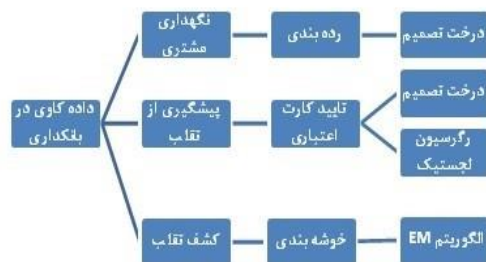 داده کاوی در
بانکداری
نگهداری
مشتری
رده بندی
درخت تصمیم
پیشگیری از
تقلب
تایید کارت
اعتباری
درخت تصمیم
رگرسیون
لجستیک
کشف تقلب
خوشه بندی
الگوریتم EM